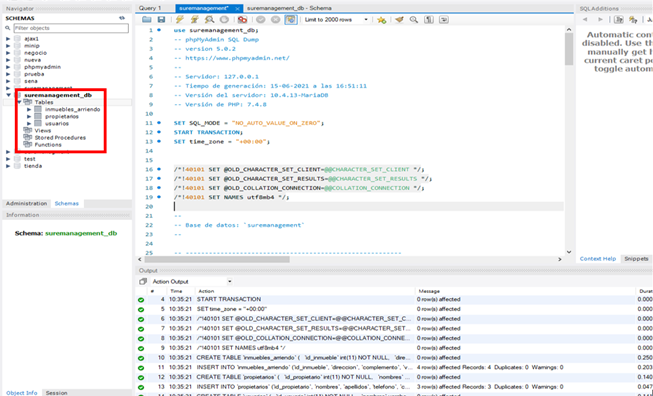 Navigator
SCHEMAS
Filter objects
ajax1
minip
negocio
nueva
phpmyadmin
prueba
sena
suremanagement_db
Tables
inmuebles_arriendo
propietarios
usuarios
Views
Stored Procedures
Functions
test
tienda
Administration Schemas
Information
Schema: suremanagement_db
Object Info Session
Query 1 suremanagement* suremanagement_db - Schema
Limit to 2000 rows
1 use suremanagement_db;
2 -- phpMyAdmin SQL Dump
3 -- version 5.0.2
4 -- https://www.phpmyadmin.net/
5 --
6 -- Servidor: 127.0.0.1
7 -- Tiempo de generación: 15-06-2021 a las 16:51:11
8 -- Versión del servidor: 10.4.13-MariaDB
9 -- Versión de PHP: 7.4.8
10
11 SET SQL_MODE = "NO_AUTO_VALUE_ON_ZERO";
12 START TRANSACTION;
13 SET time_zone = "+00:00";
14
15
16 /*!40101 SET @OLD_CHARACTER_SET_CLIENT=@@CHARACTER_SET_CLIENT */;
17 /*!40101 SET @OLD_CHARACTER_SET_RESULTS=@@CHARACTER_SET_RESULTS */;
18 /*!40101 SET @OLD_COLLATION_CONNECTION=@@COLLATION_CONNECTION */;
19 /*!40101 SET NAMES utf8mb4 */;
20
21 --
22 -- Base de datos: `suremanagement`
23 --
24
25 -- --------------------------------------------------------
Output
Action Output
# Time Action Message Durat
4 10:35:21 START TRANSACTION 0 row(s) affected 0.000
5 10:35:21 SET time_zone = "+00:00" 0 row(s) affected 0.000
6 10:35:21 /*!40101 SET @OLD_CHARACTER_SET_CLIENT=@@CHARACTER_SET_C... 0 row(s) affected 0.000
7 10:35:21 /*!40101 SET @OLD_CHARACTER_SET_RESULTS=@@CHARACTER_SET_... 0 row(s) affected 0.000
8 10:35:21 /*!40101 SET @OLD_COLLATION_CONNECTION=@@COLLATION_CONNE... 0 row(s) affected 0.000
9 10:35:21 /*!40101 SET NAMES utf8mb4 */ 0 row(s) affected 0.000
10 10:35:21 CREATE TABLE `inmuebles_arriendo` ( `id_inmueble` int(11) NOT NULL, `dire... 0 row(s) affected 0.250
11 10:35:21 INSERT INTO `inmuebles_arriendo` (`id_inmueble`, `direccion`, `complemento`, `v... 4 row(s) affected Records: 4 Duplicates: 0 Warnings: 0 0.203
12 10:35:21 CREATE TABLE `propietarios` ( `id_propietario` int(11) NOT NULL, `nombres` ... 0 row(s) affected 0.140
13 10:35:21 INSERT INTO `propietarios` (`id_propietario`, `nombres`, `apellidos`, `telefono`, `c... 3 row(s) affected Records: 3 Duplicates: 0 Warnings: 0 0.047
SQLAdditions
Automatic con
disabled. Use th
manually get h
current caret po
toggle autom
Context Help Snippets